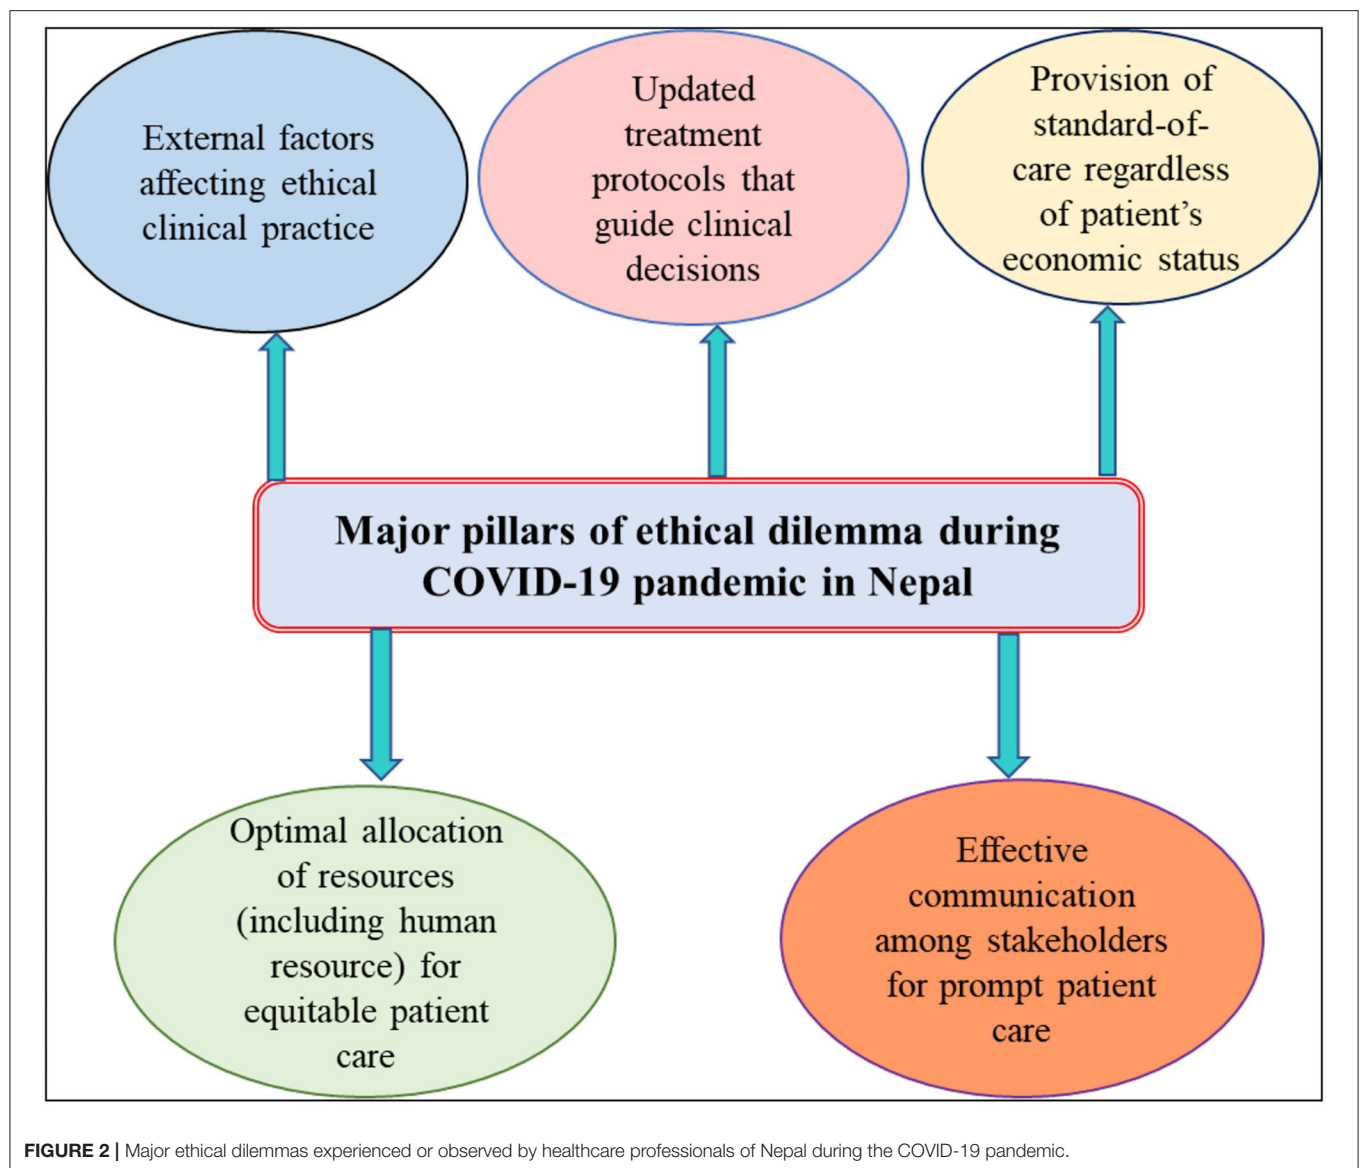 External factors
affecting ethical
clinical practice
Updated
treatment
protocols that
guide clinical
decisions
Provision of
standard-of-
care regardless
of patient’s
economic status
Major pillars of ethical dilemma during
COVID-19 pandemic in Nepal
Optimal allocation
of resources
(including human
resource) for
equitable patient
care
Effective
communication
among stakeholders
for prompt patient
care
FIGURE 2 | Major ethical dilemmas experienced or observed by healthcare professionals of Nepal during the COVID-19 pandemic.